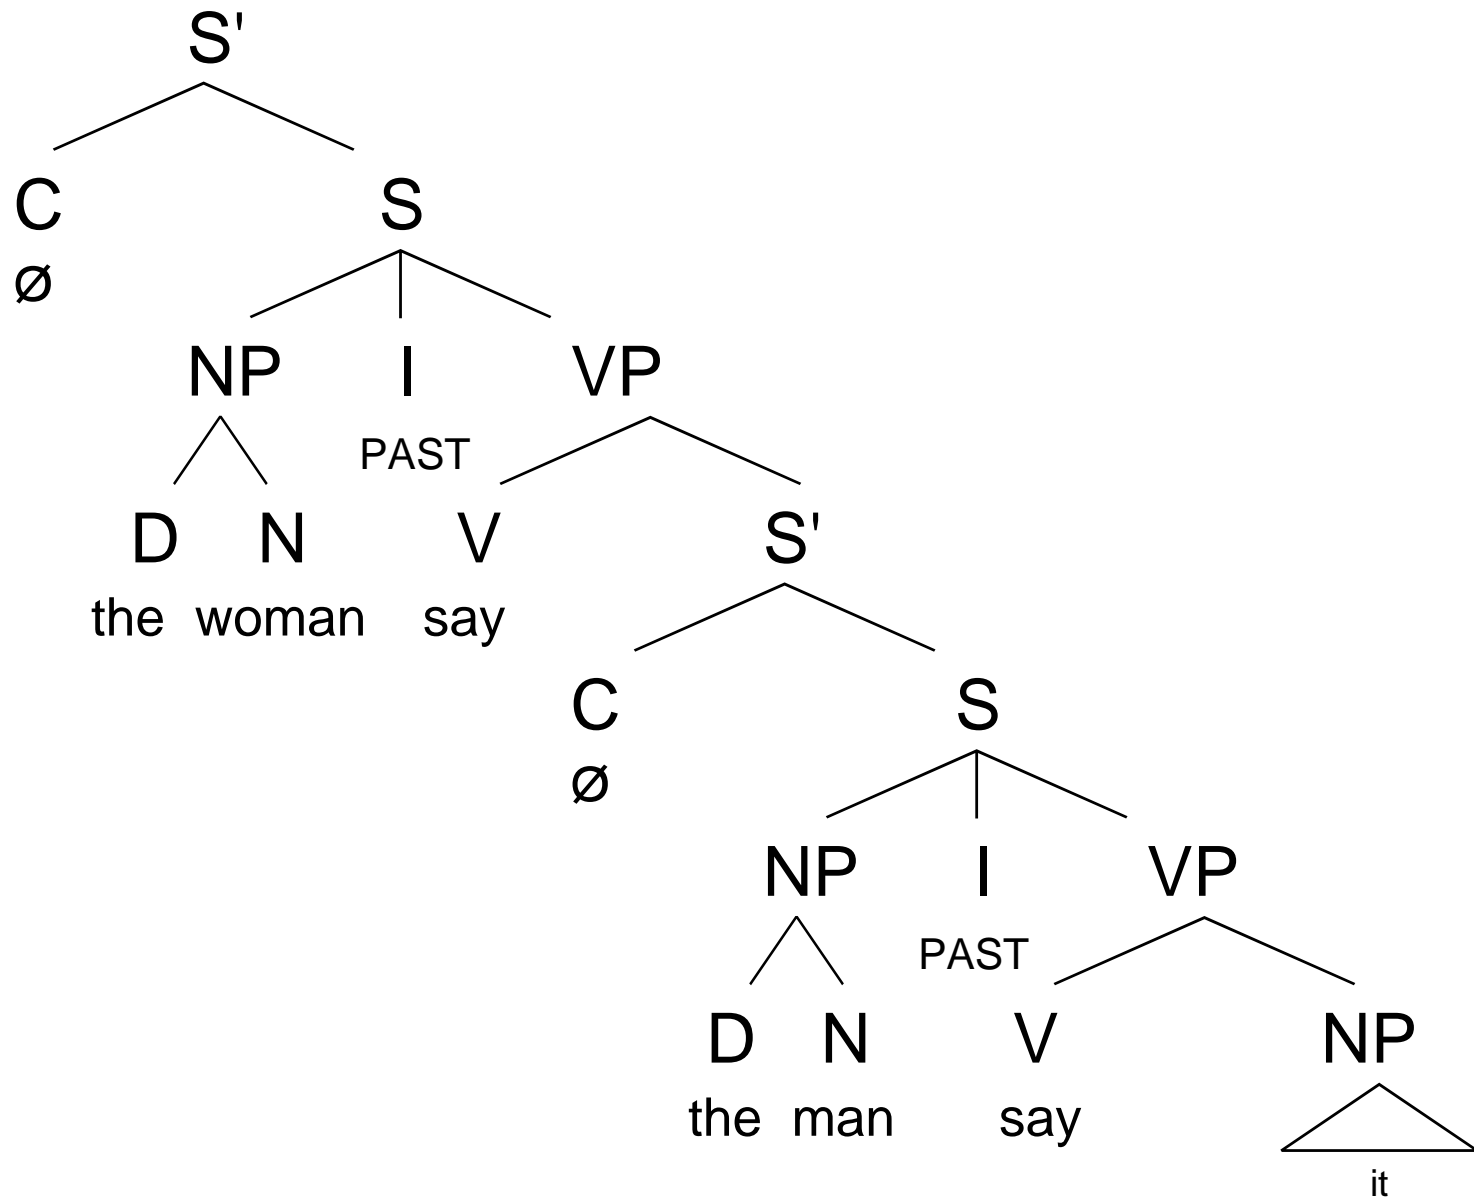 S'
C S
ø
NP I VP
PAST
D N V S'
the woman say
C S
ø
NP I VP
PAST
D N V NP
the man say
it